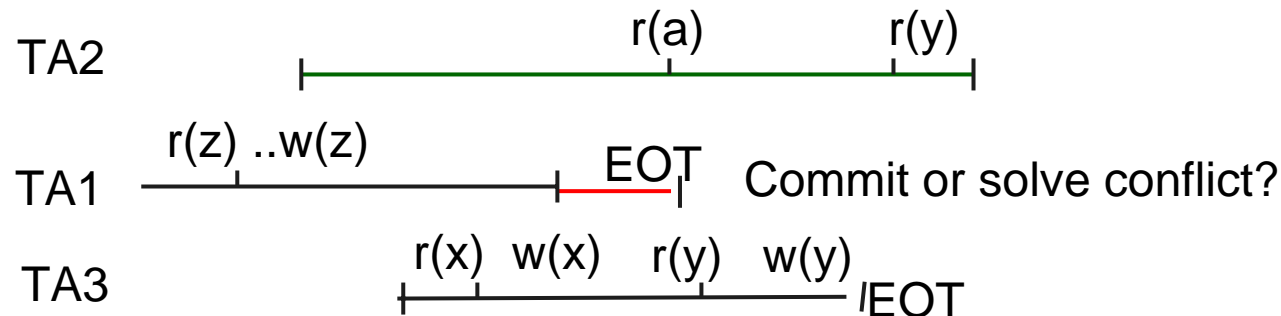 r(a) r(y)
TA2
r(z) ..w(z)
EOT
TA1
Commit or solve conflict?
r(x) w(x) r(y) w(y)
TA3
EOT